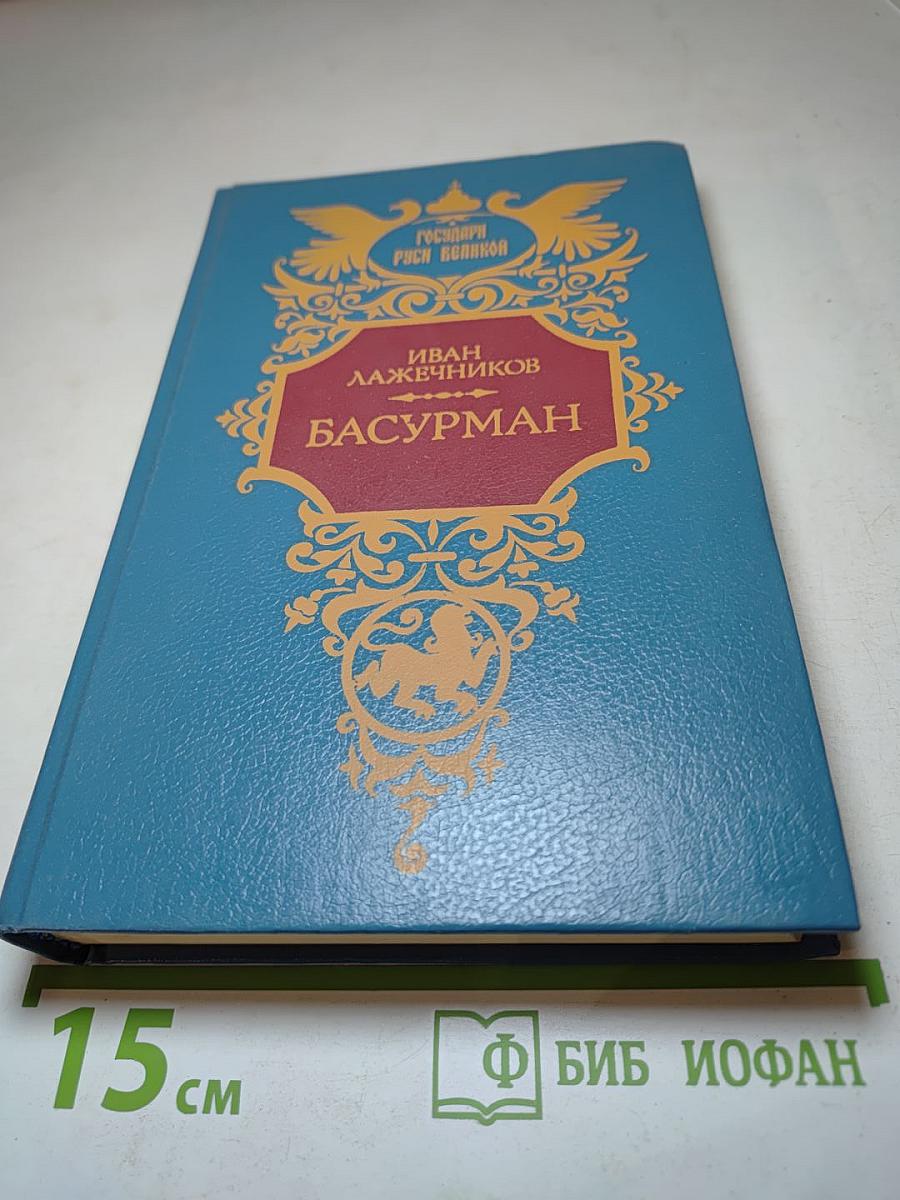 ГОСУДАРИ
РУСИ ВЕЛИКОЙ
ИВАН
ЛАЖЕЧНИКОВ
БАСУРМАН
15 см
Ф БИБ ИОФАН